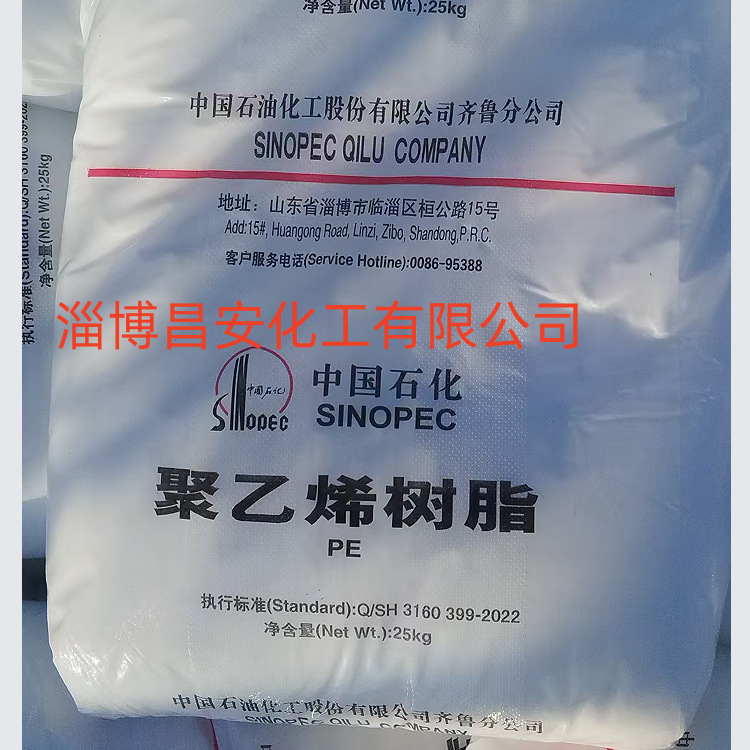 净含量(Net Wt.):25kg
中国石油化工股份有限公司齐鲁分公司
SINOPEC QILU COMPANY
地址：山东省淄博市临淄区桓公路15号
Add:15#, Huangong Road, Linzi, Zibo, Shandong,P.R.C.
客户服务电话(Service Hotline):0086-95388
淄博昌安化工有限公司
中国石化
SINOPEC
中国石化
SINOPEC
聚乙烯树脂
PE
执行标准(Standard):Q/SH 3160 399-2022
净含量(Net Wt.):25kg
中国石油化工股份有限公司齐鲁分公司
SINOPEC QILU COMPANY
执行标准(Standard):Q/SH 3160 399-202
净含量(Net Wt.):25kg